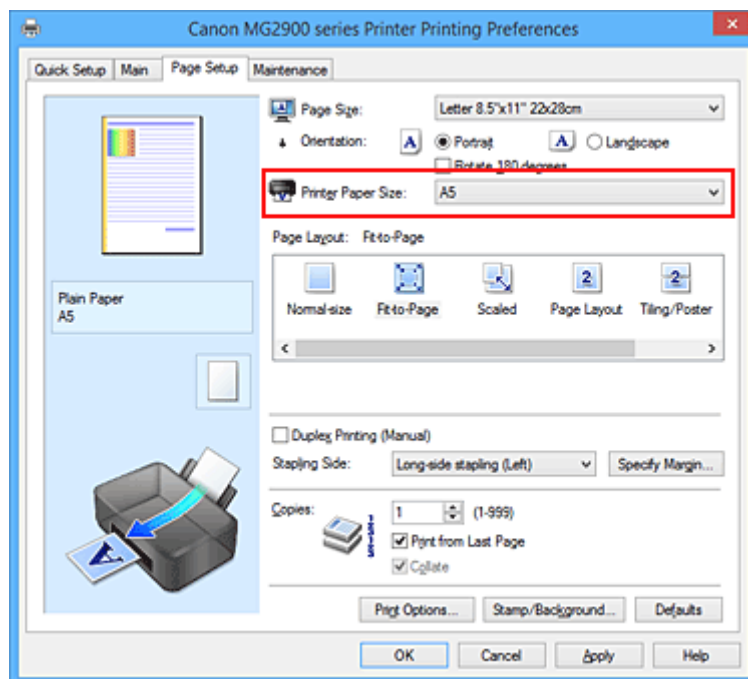 Canon MG2900 series Printer Printing Preferences
Quick Setup Main Page Setup Maintenance
Page Size: Letter 8.5"x11" 22x28cm
Orientation: A Portrait A Landscape
Rotate 180 degrees
Printer Paper Size: A5
Page Layout: Fit-to-Page
2 2
Normal-size Fit-to-Page Scaled Page Layout Tiling/Poster
Plain Paper
A5
Duplex Printing (Manual)
Stapling Side: Long-side stapling (Left) Specify Margin...
Copies: 1 (1-999)
Print from Last Page
Collate
A
Print Options... Stamp/Background... Defaults
OK Cancel Apply Help